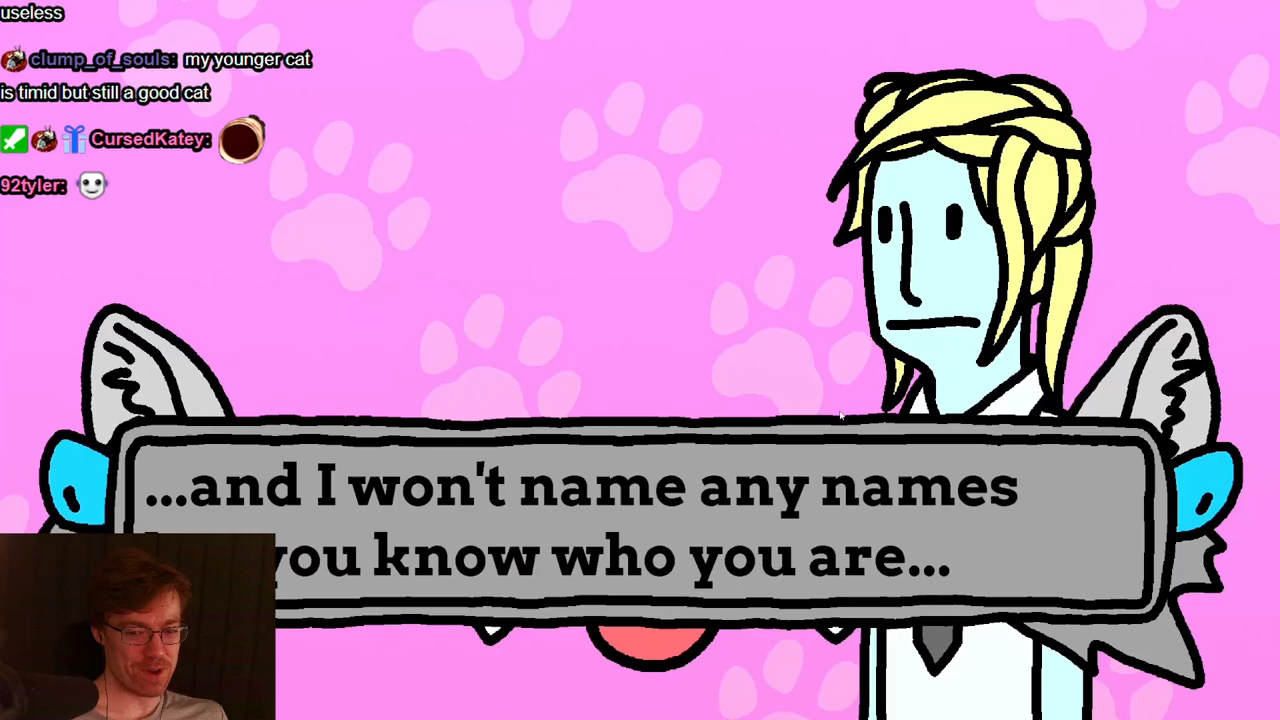 useless
clump_of_souls: my younger cat
is timid but still a good cat
CursedKatey:
92tyler:
...and I won't name any names
you know who you are...